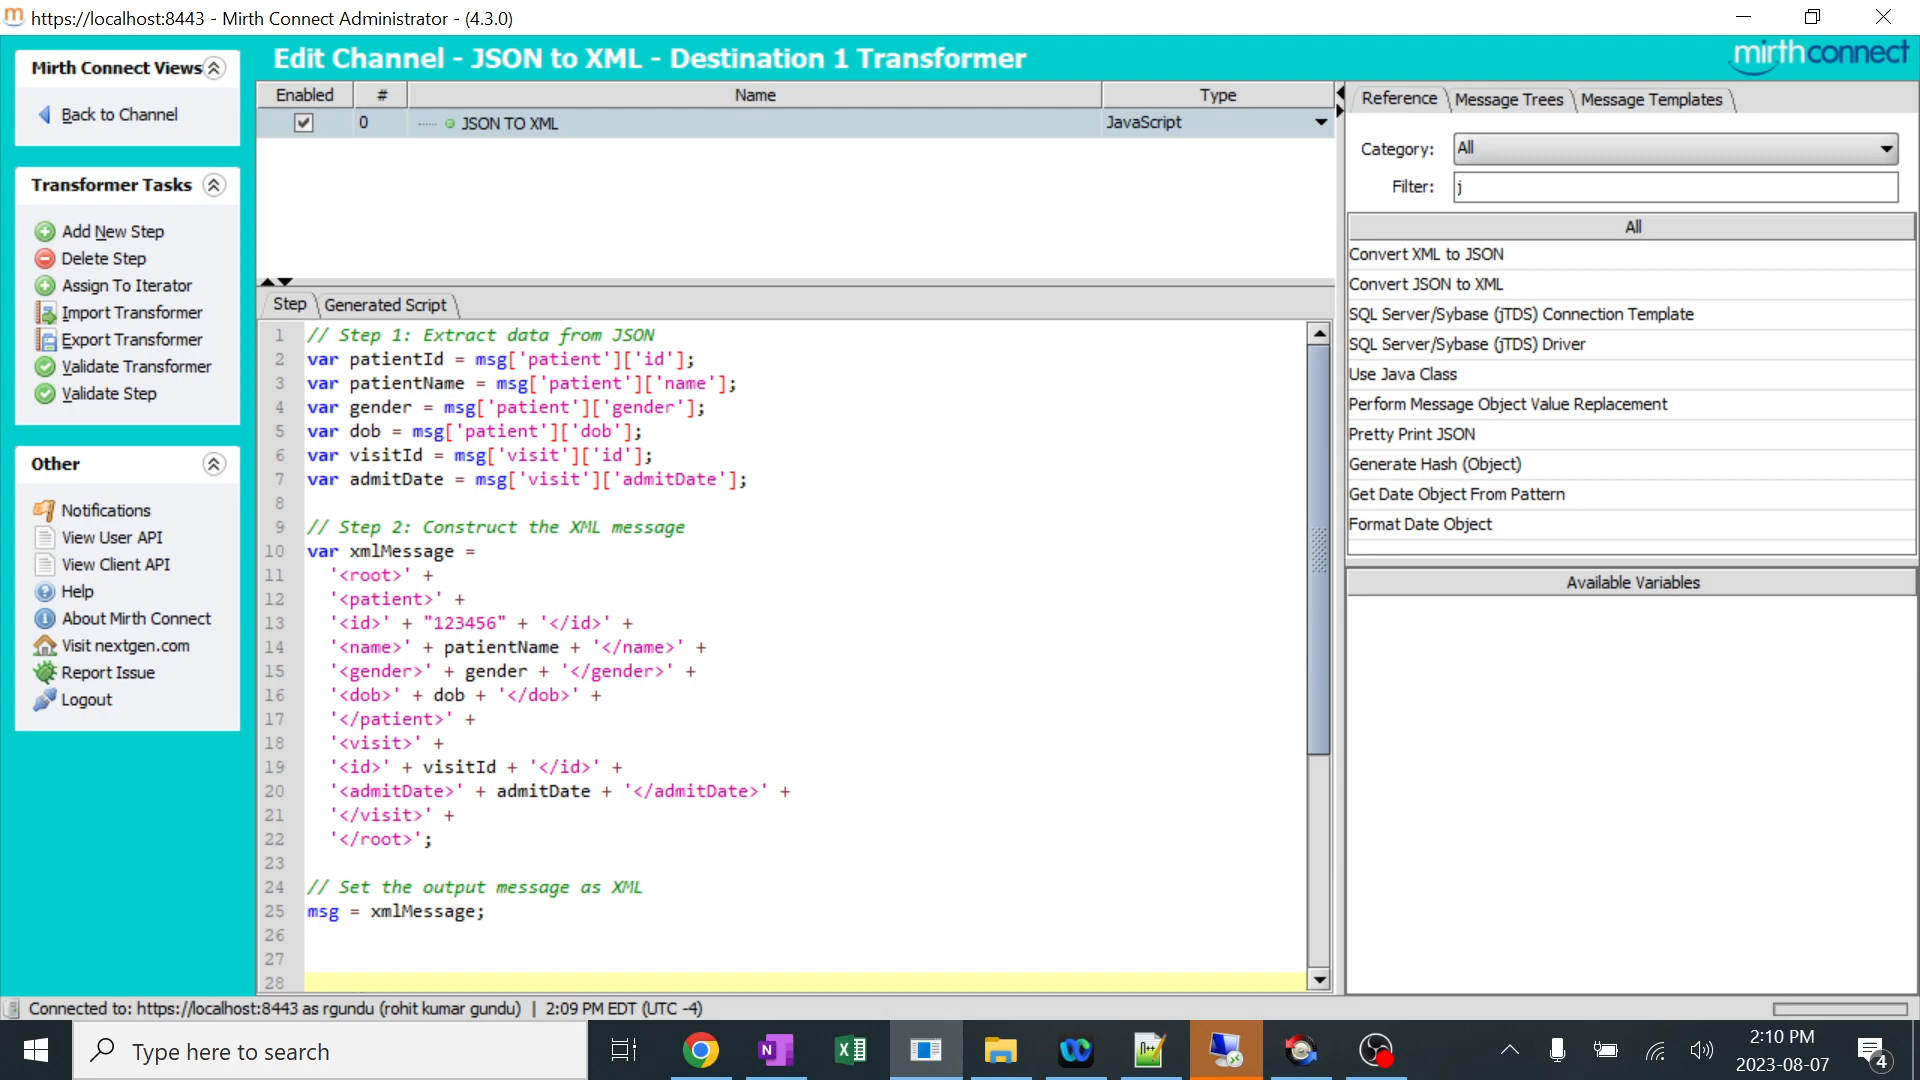 https://localhost:8443 - Mirth Connect Administrator - (4.3.0)
Edit Channel - JSON to XML - Destination 1 Transformer
mirthconnect
Mirth Connect Views
Back to Channel
Transformer Tasks
Add New Step
Delete Step
Assign To Iterator
Import Transformer
Export Transformer
Validate Transformer
Validate Step
Other
Notifications
View User API
View Client API
Help
About Mirth Connect
Visit nextgen.com
Report Issue
Logout
Enabled # Name Type
0 JSON TO XML JavaScript
Step Generated Script
1 // Step 1: Extract data from JSON
2 var patientId = msg['patient']['id'];
3 var patientName = msg['patient']['name'];
4 var gender = msg['patient']['gender'];
5 var dob = msg['patient']['dob'];
6 var visitId = msg['visit']['id'];
7 var admitDate = msg['visit']['admitDate'];
8
9 // Step 2: Construct the XML message
10 var xmlMessage =
11 '<root>' +
12 '<patient>' +
13 '<id>' + "123456" + '</id>' +
14 '<name>' + patientName + '</name>' +
15 '<gender>' + gender + '</gender>' +
16 '<dob>' + dob + '</dob>' +
17 '</patient>' +
18 '<visit>' +
19 '<id>' + visitId + '</id>' +
20 '<admitDate>' + admitDate + '</admitDate>' +
21 '</visit>' +
22 '</root>';
23
24 // Set the output message as XML
25 msg = xmlMessage;
26
27
28
Reference Message Trees Message Templates
Category: All
Filter: j
All
Convert XML to JSON
Convert JSON to XML
SQL Server/Sybase (jTDS) Connection Template
SQL Server/Sybase (jTDS) Driver
Use Java Class
Perform Message Object Value Replacement
Pretty Print JSON
Generate Hash (Object)
Get Date Object From Pattern
Format Date Object
Available Variables
Connected to: https://localhost:8443 as rgundu (rohit kumar gundu) | 2:09 PM EDT (UTC -4)
Type here to search
2:10 PM
2023-08-07
4